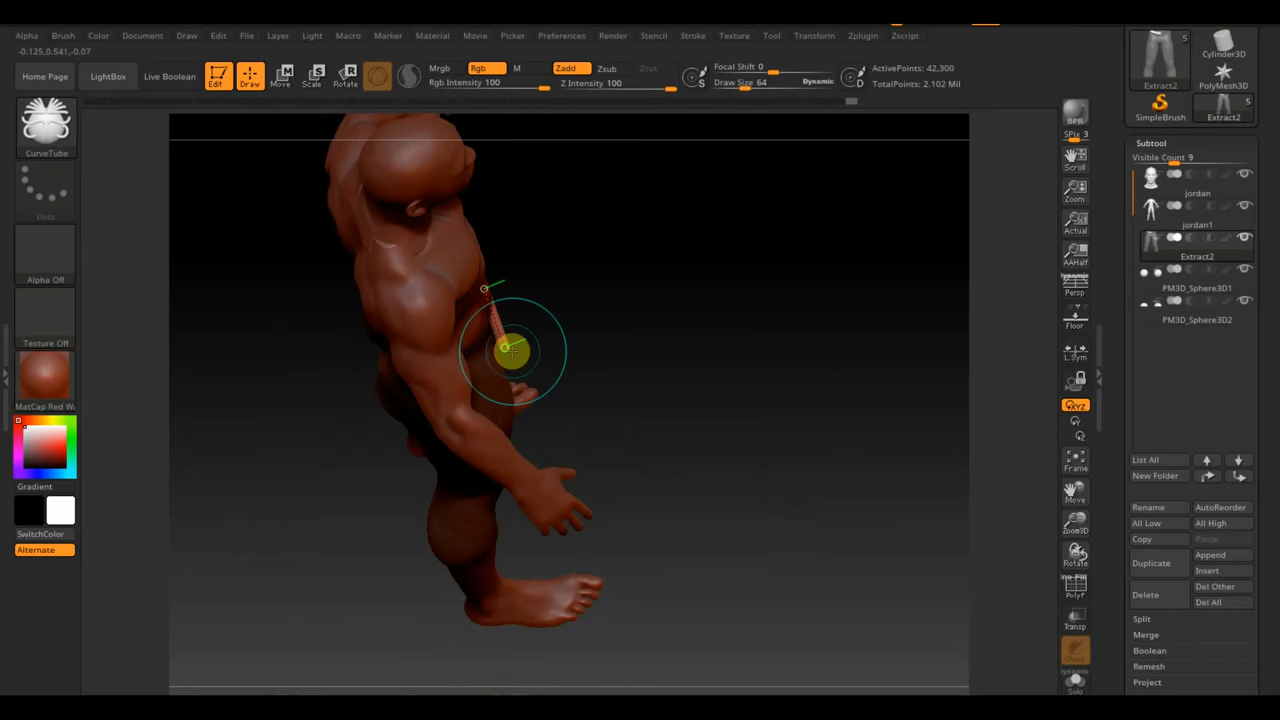 Alpha Brush Color Document Draw Edit File Layer Light Macro Marker Material Movie Picker Preferences Render Stencil Stroke Texture Tool Transform Zplugin Zscript
-0.125,0.541,-0.07
Home Page LightBox Live Boolean Edit Draw Move Scale Rotate
Mrgb Rgb M Zadd Zsub Zcut
Rgb Intensity 100 Z Intensity 100
S
Focal Shift 0
Draw Size 64 Dynamic
D
ActivePoints: 42,300
TotalPoints: 2.102 Mil
CurveTube
Dots
Alpha Off
Texture Off
MatCap Red Wa
Gradient
SwitchColor
Alternate
BPR
SPix 3
Scroll
Zoom
Actual
AAHalf
Dynamic
Persp
Floor
L.Sym
XYZ
Y
Z
Frame
Move
Zoom3D
Rotate
PolyF
Transp
Ghost
Dynamic
Solo
5
Extract2
Cylinder3D
PolyMesh3D
SimpleBrush
5
Extract2
Subtool
Visible Count 9
jordan
jordan1
Extract2
PM3D_Sphere3D1
PM3D_Sphere3D2
List All
New Folder
Rename AutoReorder
All Low All High
Copy Paste
Duplicate Append
Insert
Delete Del Other
Del All
Split
Merge
Boolean
Remesh
Project